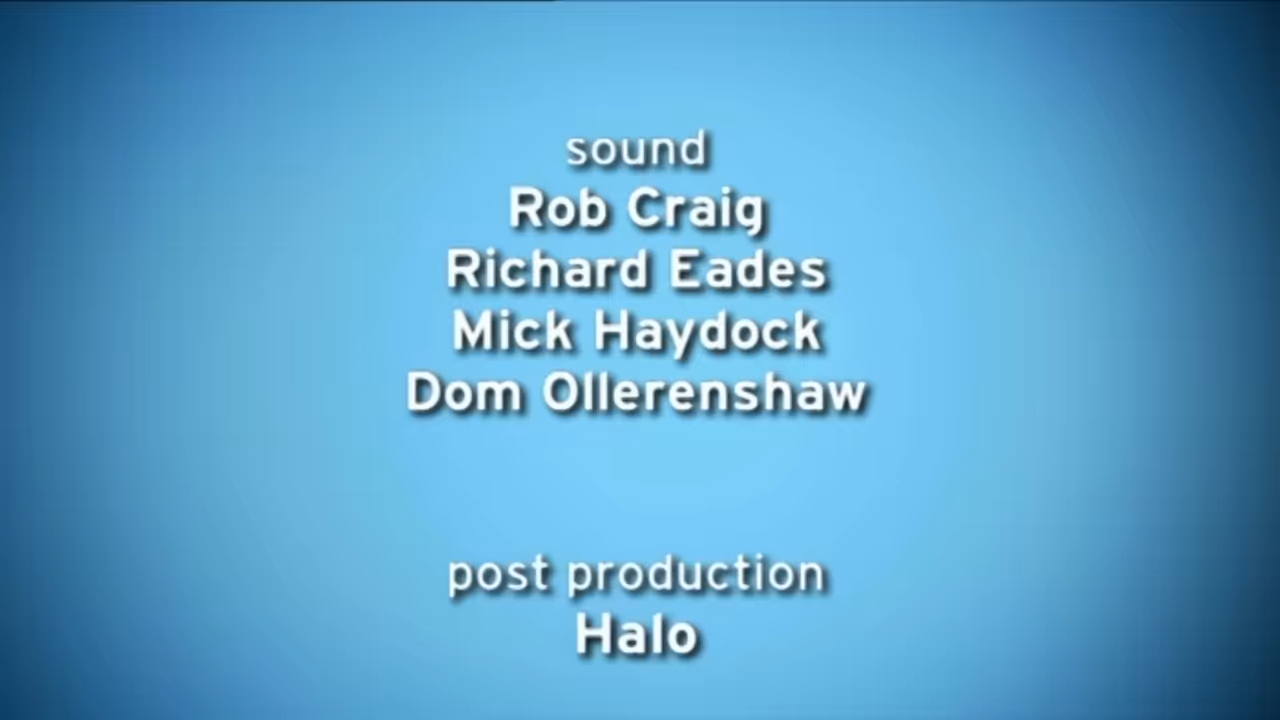 sound
Rob Craig
Richard Eades
Mick Haydock
Dom Ollerenshaw
post production
Halo